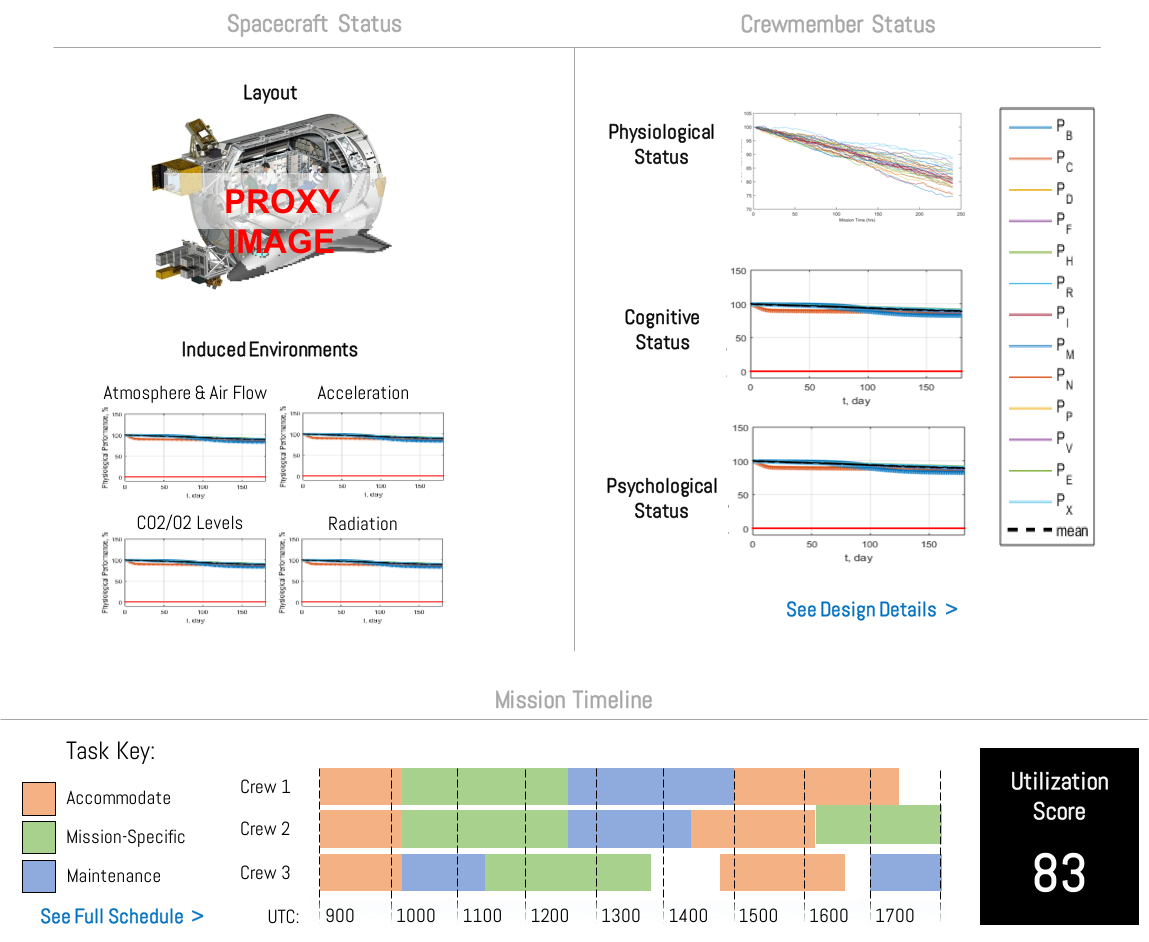 Spacecraft Status
Crewmember Status
Layout
PROXY
IMAGE
Induced Environments
Atmosphere & Air Flow
Acceleration
Physiological Performance, %
150
100
50
0
0
50
100
150
t, day
Physiological Performance, %
150
100
50
0
0
50
100
150
t, day
CO2/O2 Levels
Radiation
Physiological Performance, %
150
100
50
0
0
50
100
150
t, day
Physiological Performance, %
150
100
50
0
0
50
100
150
t, day
Physiological
Status
105
100
95
90
85
80
75
70
0
50
100
150
200
250
Mission Time (hrs)
Cognitive
Status
150
100
50
0
0
50
100
150
t, day
Psychological
Status
150
100
50
0
0
50
100
150
t, day
P_B
P_C
P_D
P_F
P_H
P_R
P_I
P_M
P_N
P_P
P_V
P_E
P_X
mean
See Design Details >
Mission Timeline
Task Key:
Accommodate
Mission-Specific
Maintenance
See Full Schedule >
Crew 1
Crew 2
Crew 3
UTC: 900 1000 1100 1200 1300 1400 1500 1600 1700
Utilization
Score
83